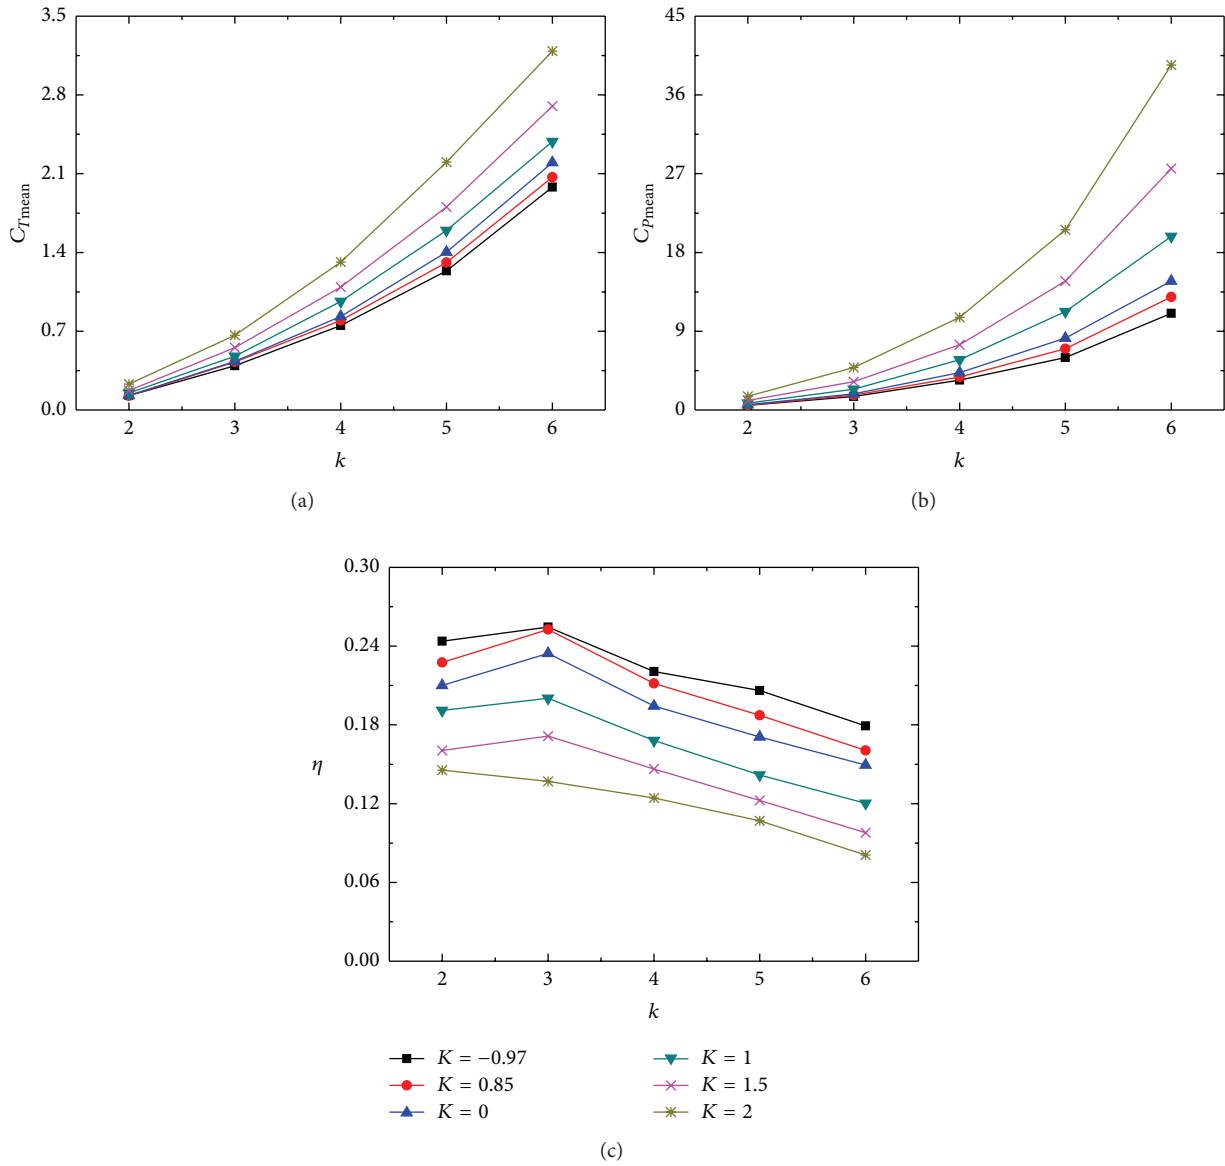 3.5
2.8
2.1
1.4
0.7
0.0
C_Tmean
2 3 4 5 6
k
(a)
45
36
27
18
9
0
C_Pmean
2 3 4 5 6
k
(b)
0.30
0.24
0.18
0.12
0.06
0.00
η
2 3 4 5 6
k
K = −0.97
K = 0.85
K = 0
K = 1
K = 1.5
K = 2
(c)